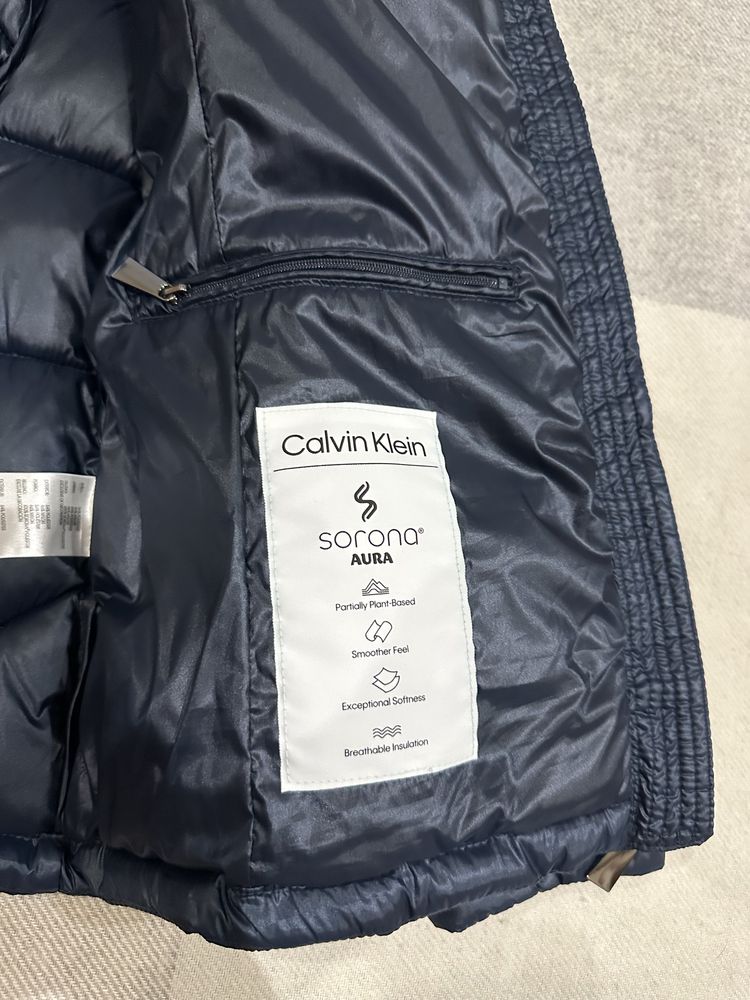 Calvin Klein
sorona®
AURA
Partially Plant-Based
Smoother Feel
Exceptional Softness
Breathable Insulation